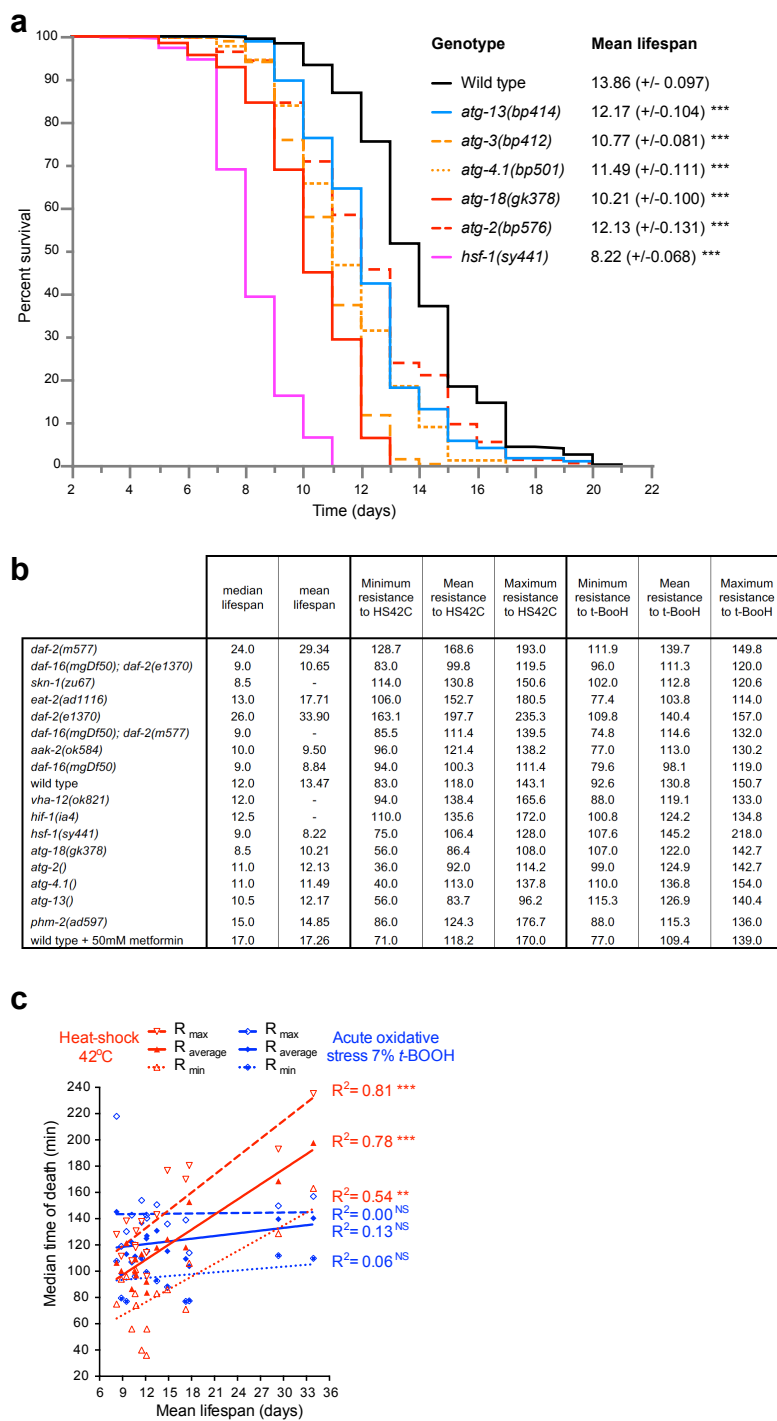 a
Genotype Mean lifespan
Wild type 13.86 (+/- 0.097)
atg-13(bp414) 12.17 (+/-0.104) ***
atg-3(bp412) 10.77 (+/-0.081) ***
atg-4.1(bp501) 11.49 (+/-0.111) ***
atg-18(gk378) 10.21 (+/-0.100) ***
atg-2(bp576) 12.13 (+/-0.131) ***
hsf-1(sy441) 8.22 (+/-0.068) ***
Percent survival
100
90
80
70
60
50
40
30
20
10
0
2 4 6 8 10 12 14 16 18 20 22
Time (days)
b
median lifespan mean lifespan Minimum resistance to HS42C Mean resistance to HS42C Maximum resistance to HS42C Minimum resistance to t-BooH Mean resistance to t-BooH Maximum resistance to t-BooH
daf-2(m577) 24.0 29.34 128.7 168.6 193.0 111.9 139.7 149.8
daf-16(mgDf50); daf-2(e1370) 9.0 10.65 83.0 99.8 119.5 96.0 111.3 120.0
skn-1(zu67) 8.5 - 114.0 130.8 150.6 102.0 112.8 120.6
eat-2(ad1116) 13.0 17.71 106.0 152.7 180.5 77.4 103.8 114.0
daf-2(e1370) 26.0 33.90 163.1 197.7 235.3 109.8 140.4 157.0
daf-16(mgDf50); daf-2(m577) 9.0 - 85.5 111.4 139.5 74.8 114.6 132.0
aak-2(ok584) 10.0 9.50 96.0 121.4 138.2 77.0 113.0 130.2
daf-16(mgDf50) 9.0 8.84 94.0 100.3 111.4 79.6 98.1 119.0
wild type 12.0 13.47 83.0 118.0 143.1 92.6 130.8 150.7
vha-12(ok821) 12.0 - 94.0 138.4 165.6 88.0 119.1 133.0
hif-1(ia4) 12.5 - 110.0 135.6 172.0 100.8 124.2 134.8
hsf-1(sy441) 9.0 8.22 75.0 106.4 128.0 107.6 145.2 218.0
atg-18(gk378) 8.5 10.21 56.0 86.4 108.0 107.0 122.0 142.7
atg-2() 11.0 12.13 36.0 92.0 114.2 99.0 124.9 142.7
atg-4.1() 11.0 11.49 40.0 113.0 137.8 110.0 136.8 154.0
atg-13() 10.5 12.17 56.0 83.7 96.2 115.3 126.9 140.4
phm-2(ad597) 15.0 14.85 86.0 124.3 176.7 88.0 115.3 136.0
wild type + 50mM metformin 17.0 17.26 71.0 118.2 170.0 77.0 109.4 139.0
c
Heat-shock 42°C
R max R max
R average R average
R min R min
Acute oxidative stress 7% t-BOOH
Median time of death (min)
240
220
200
180
160
140
120
100
80
60
40
20
R²= 0.81 ***
R²= 0.78 ***
R²= 0.54 **
R²= 0.00 NS
R²= 0.13 NS
R²= 0.06 NS
6 9 12 15 18 21 24 27 30 33 36
Mean lifespan (days)